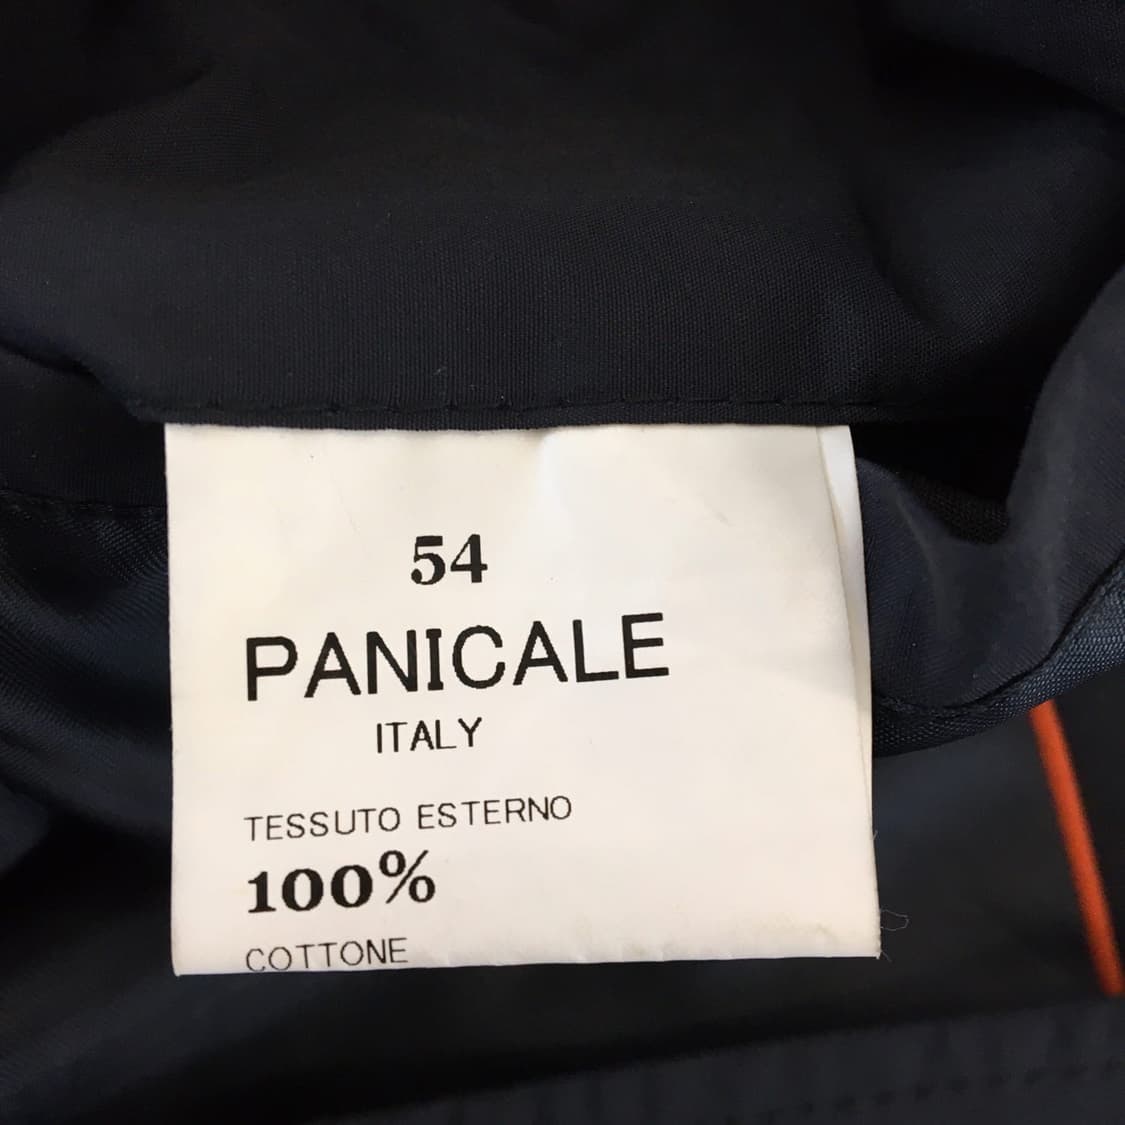 54
PANICALE
ITALY
TESSUTO ESTERNO
100%
COTTONE